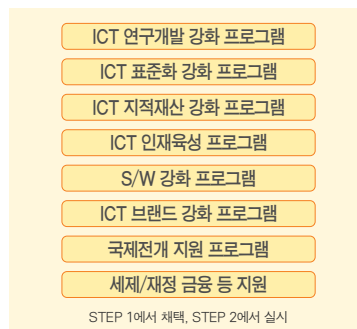 ICT 연구개발 강화 프로그램
ICT 표준화 강화 프로그램
ICT 지적재산 강화 프로그램
ICT 인재육성 프로그램
S/W 강화 프로그램
ICT 브랜드 강화 프로그램
국제전개 지원 프로그램
세제/재정 금융 등 지원
STEP 1에서 채택, STEP 2에서 실시